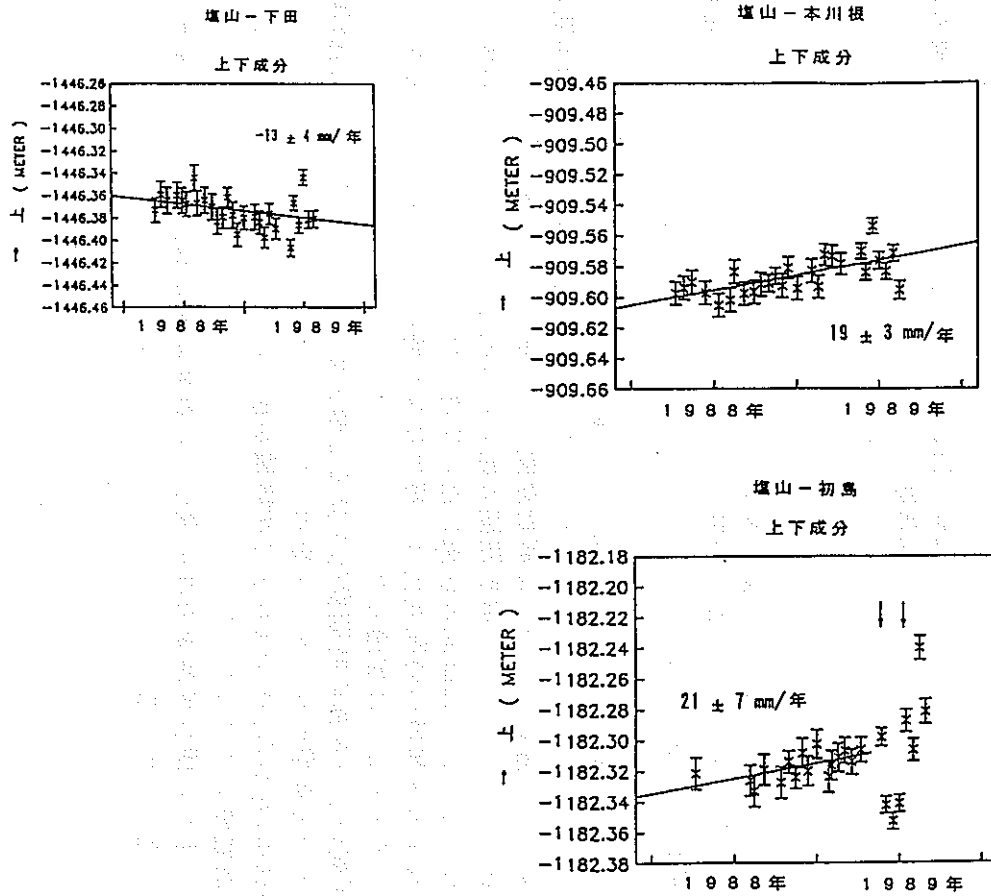 塩山－下田
上下成分
→ 上 ( METER )
-1446.26
-1446.28
-1446.30
-1446.32
-1446.34
-1446.36
-1446.38
-1446.40
-1446.42
-1446.44
-1446.46
-13 ± 4 mm/年
1988年 1989年
塩山－本川根
上下成分
→ 上 ( METER )
-909.46
-909.48
-909.50
-909.52
-909.54
-909.56
-909.58
-909.60
-909.62
-909.64
-909.66
19 ± 3 mm/年
1988年 1989年
塩山－初島
上下成分
→ 上 ( METER )
-1182.18
-1182.20
-1182.22
-1182.24
-1182.26
-1182.28
-1182.30
-1182.32
-1182.34
-1182.36
-1182.38
21 ± 7 mm/年
1988年 1989年